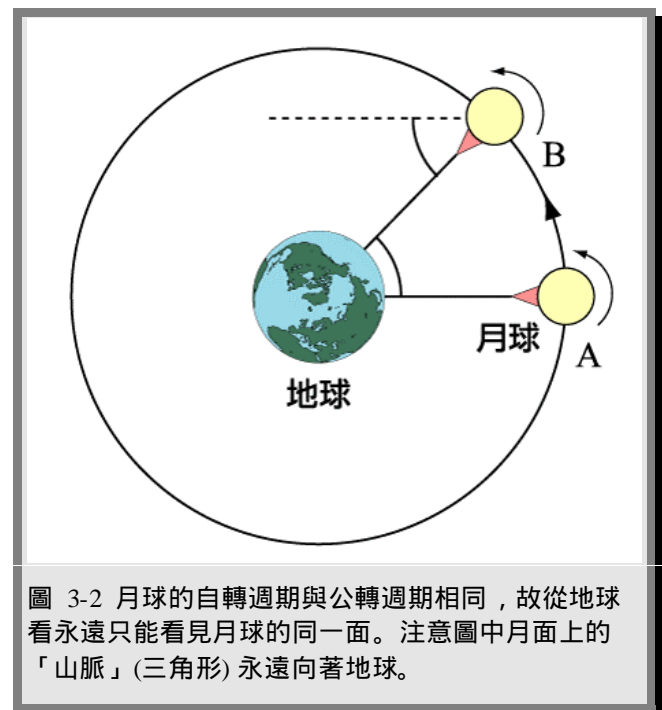 B
月球
A
地球
圖 3-2 月球的自轉週期與公轉週期相同，故從地球
看永遠只能看見月球的同一面。注意圖中月面上的
「山脈」(三角形) 永遠向著地球。